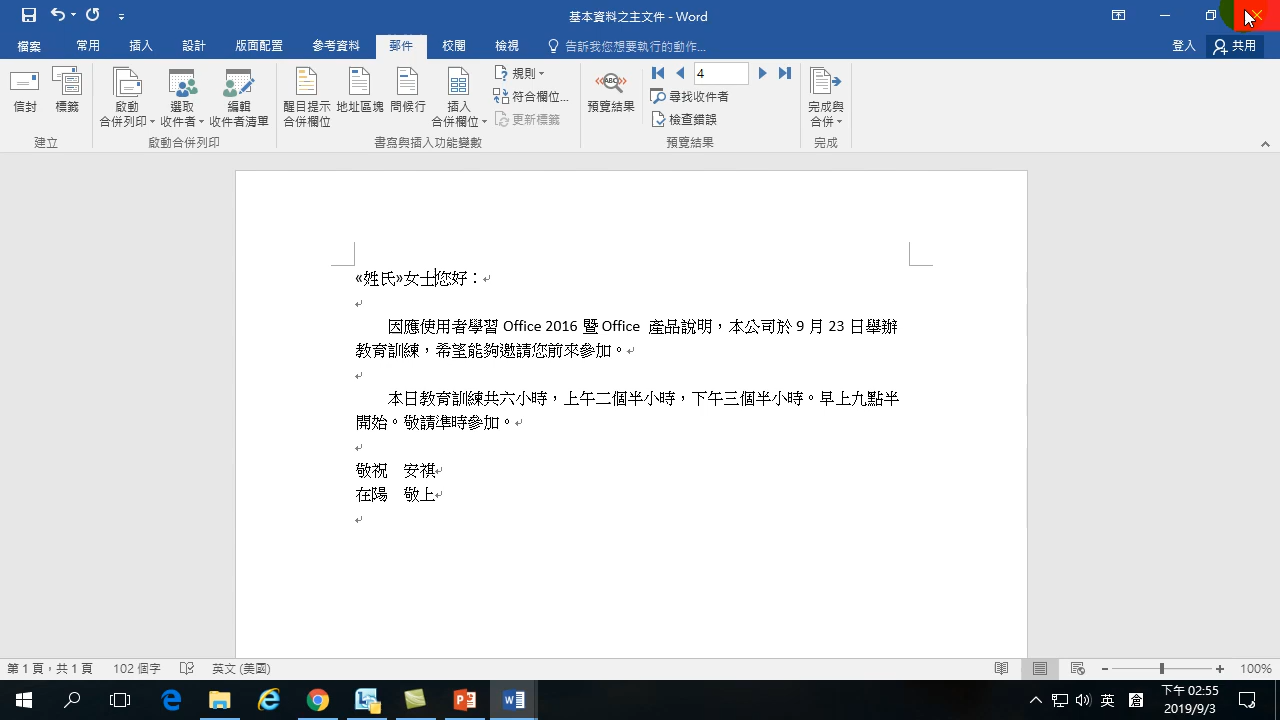 基本資料之主文件 - Word
檔案 常用 插入 設計 版面配置 參考資料 郵件 校閱 檢視 告訴我您想要執行的動作... 登入 共用
信封 標籤 啟動合併列印 選取收件者 編輯收件者清單 醒目提示合併欄位 地址區塊 問候行 插入合併欄位 規則 符合欄位... 更新標籤 ABC 預覽結果 4 尋找收件者 檢查錯誤 完成與合併
建立 啟動合併列印 書寫與插入功能變數 預覽結果 完成
«姓氏»女士您好：
因應使用者學習 Office 2016 暨 Office 產品說明，本公司於 9 月 23 日舉辦
教育訓練，希望能夠邀請您前來參加。
本日教育訓練共六小時，上午二個半小時，下午三個半小時。早上九點半
開始。敬請準時參加。
敬祝 安祺
在陽 敬上
第 1 頁，共 1 頁 102 個字 英文 (美國) 100%
英 下午 02:55
2019/9/3